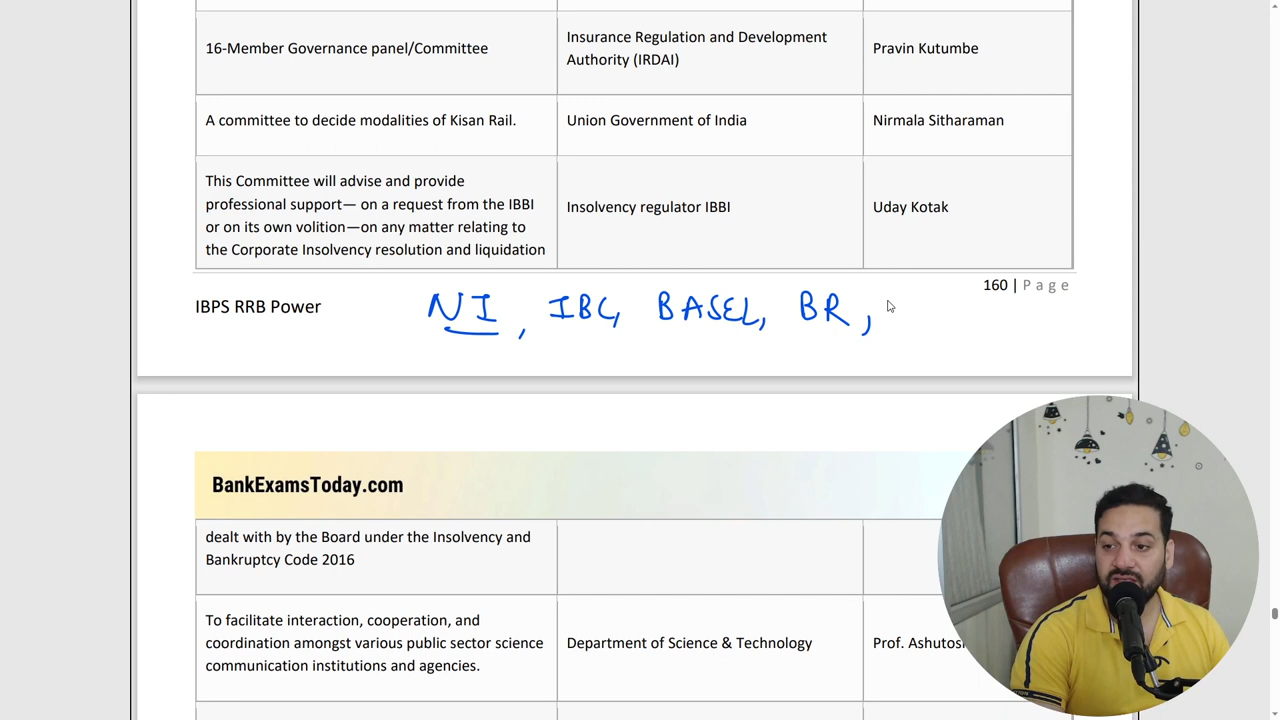 16-Member Governance panel/Committee
Insurance Regulation and Development
Authority (IRDAI)
Pravin Kutumbe
A committee to decide modalities of Kisan Rail.
Union Government of India
Nirmala Sitharaman
This Committee will advise and provide
professional support— on a request from the IBBI
or on its own volition—on any matter relating to
the Corporate Insolvency resolution and liquidation
Insolvency regulator IBBI
Uday Kotak
160 | Page
IBPS RRB Power
NI, IBC, BASEL, BR,
BankExamsToday.com
dealt with by the Board under the Insolvency and
Bankruptcy Code 2016
To facilitate interaction, cooperation, and
coordination amongst various public sector science
communication institutions and agencies.
Department of Science & Technology
Prof. Ashutos